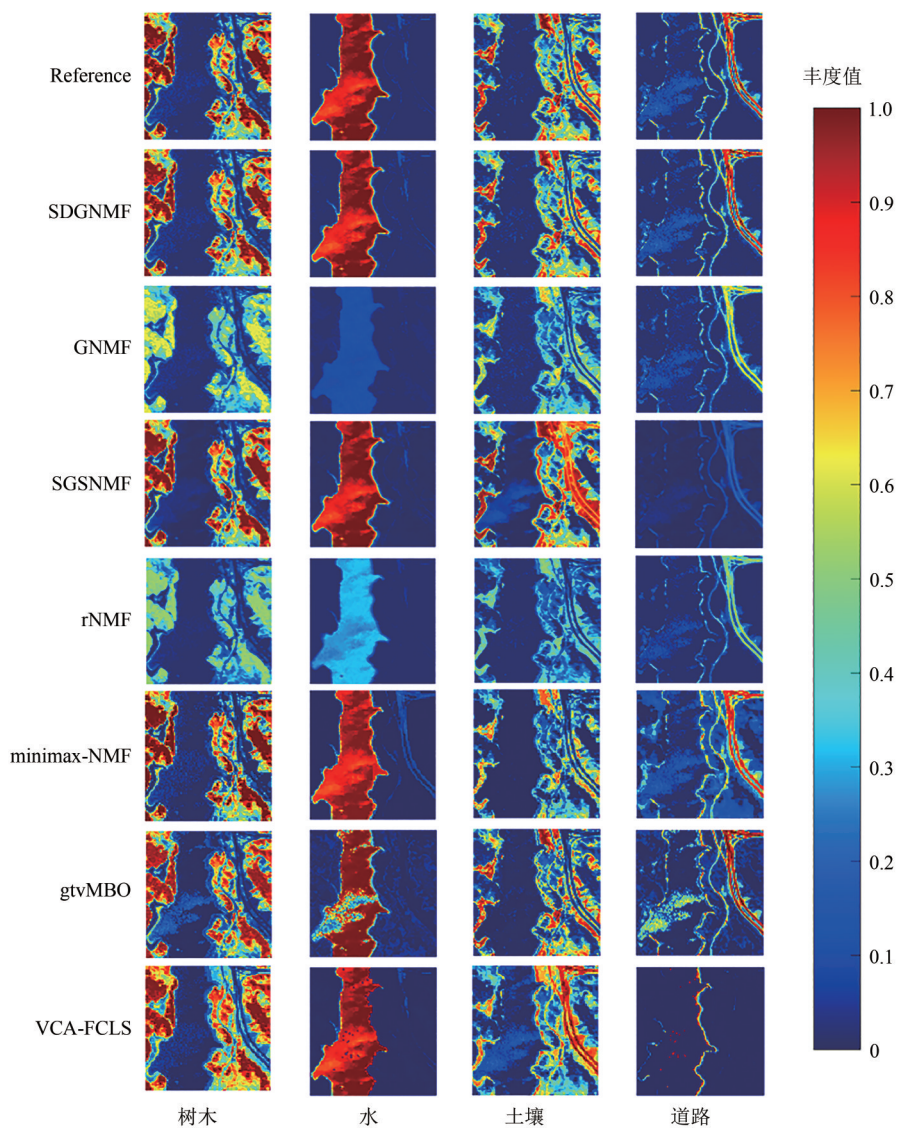 Reference
SDGNMF
GNMF
SGSNMF
rNMF
minimax-NMF
gtvMBO
VCA-FCLS
树木 水 土壤 道路
丰度值
1.0
0.9
0.8
0.7
0.6
0.5
0.4
0.3
0.2
0.1
0